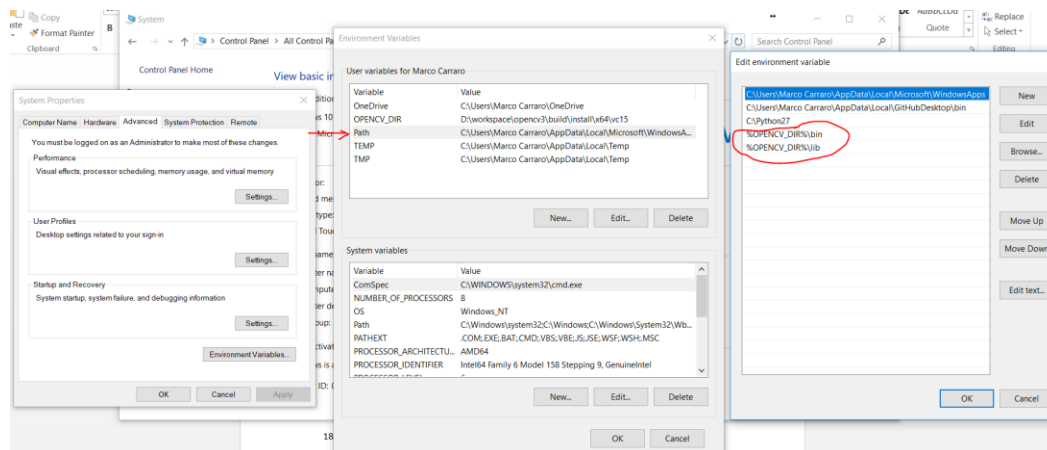 Copy
Format Painter
Clipboard
B
Quote
Replace
Select
Editing
System
Control Panel > All Control Pa
Search Control Panel
Control Panel Home
View basic in
System Properties
Computer Name Hardware Advanced System Protection Remote
You must be logged on as an Administrator to make most of these changes.
Performance
Visual effects, processor scheduling, memory usage, and virtual memory
Settings...
User Profiles
Desktop settings related to your sign-in
Settings...
Startup and Recovery
System startup, system failure, and debugging information
Settings...
Environment Variables...
OK Cancel Apply
Environment Variables
User variables for Marco Carraro
Variable Value
OneDrive C:\Users\Marco Carraro\OneDrive
OPENCV_DIR D:\workspace\opencv3\build\install\x64\vc15
Path C:\Users\Marco Carraro\AppData\Local\Microsoft\WindowsA...
TEMP C:\Users\Marco Carraro\AppData\Local\Temp
TMP C:\Users\Marco Carraro\AppData\Local\Temp
New... Edit... Delete
System variables
Variable Value
ComSpec C:\WINDOWS\system32\cmd.exe
NUMBER_OF_PROCESSORS 8
OS Windows_NT
Path C:\Windows\system32;C:\Windows;C:\Windows\System32\Wb...
PATHEXT .COM;.EXE;.BAT;.CMD;.VBS;.VBE;.JS;.JSE;.WSF;.WSH;.MSC
PROCESSOR_ARCHITECTU... AMD64
PROCESSOR_IDENTIFIER Intel64 Family 6 Model 158 Stepping 9, GenuineIntel
New... Edit... Delete
OK Cancel
18
Edit environment variable
C:\Users\Marco Carraro\AppData\Local\Microsoft\WindowsApps
C:\Users\Marco Carraro\AppData\Local\GitHubDesktop\bin
C:\Python27
%OPENCV_DIR%\bin
%OPENCV_DIR%\lib
New
Edit
Browse...
Delete
Move Up
Move Down
Edit text...
OK Cancel